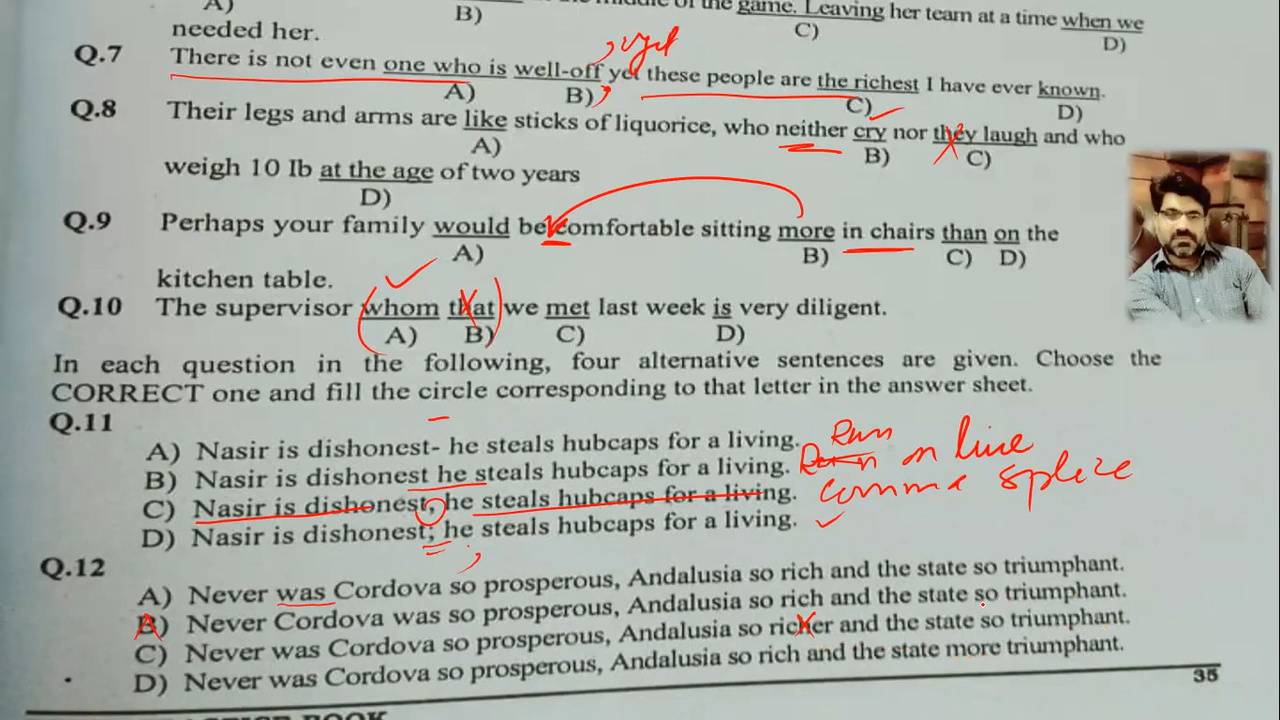 A) B) the middle of the game. Leaving her team at a time when we
needed her. C) D)
, yet
Q.7 There is not even one who is well-off yet these people are the richest I have ever known.
A) B) , C) D)
Q.8 Their legs and arms are like sticks of liquorice, who neither cry nor they laugh and who
A) B) C)
weigh 10 Ib at the age of two years
D)
Q.9 Perhaps your family would be comfortable sitting more in chairs than on the
A) B) C) D)
kitchen table.
Q.10 The supervisor whom that we met last week is very diligent.
A) B) C) D)
In each question in the following, four alternative sentences are given. Choose the
CORRECT one and fill the circle corresponding to that letter in the answer sheet.
Q.11
A) Nasir is dishonest- he steals hubcaps for a living.
B) Nasir is dishonest he steals hubcaps for a living. Run on line
C) Nasir is dishonest, he steals hubcaps for a living. comma splice
D) Nasir is dishonest; he steals hubcaps for a living.
Q.12
A) Never was Cordova so prosperous, Andalusia so rich and the state so triumphant.
B) Never Cordova was so prosperous, Andalusia so rich and the state so triumphant.
C) Never was Cordova so prosperous, Andalusia so richer and the state so triumphant.
D) Never was Cordova so prosperous, Andalusia so rich and the state more triumphant.
35
BOOK